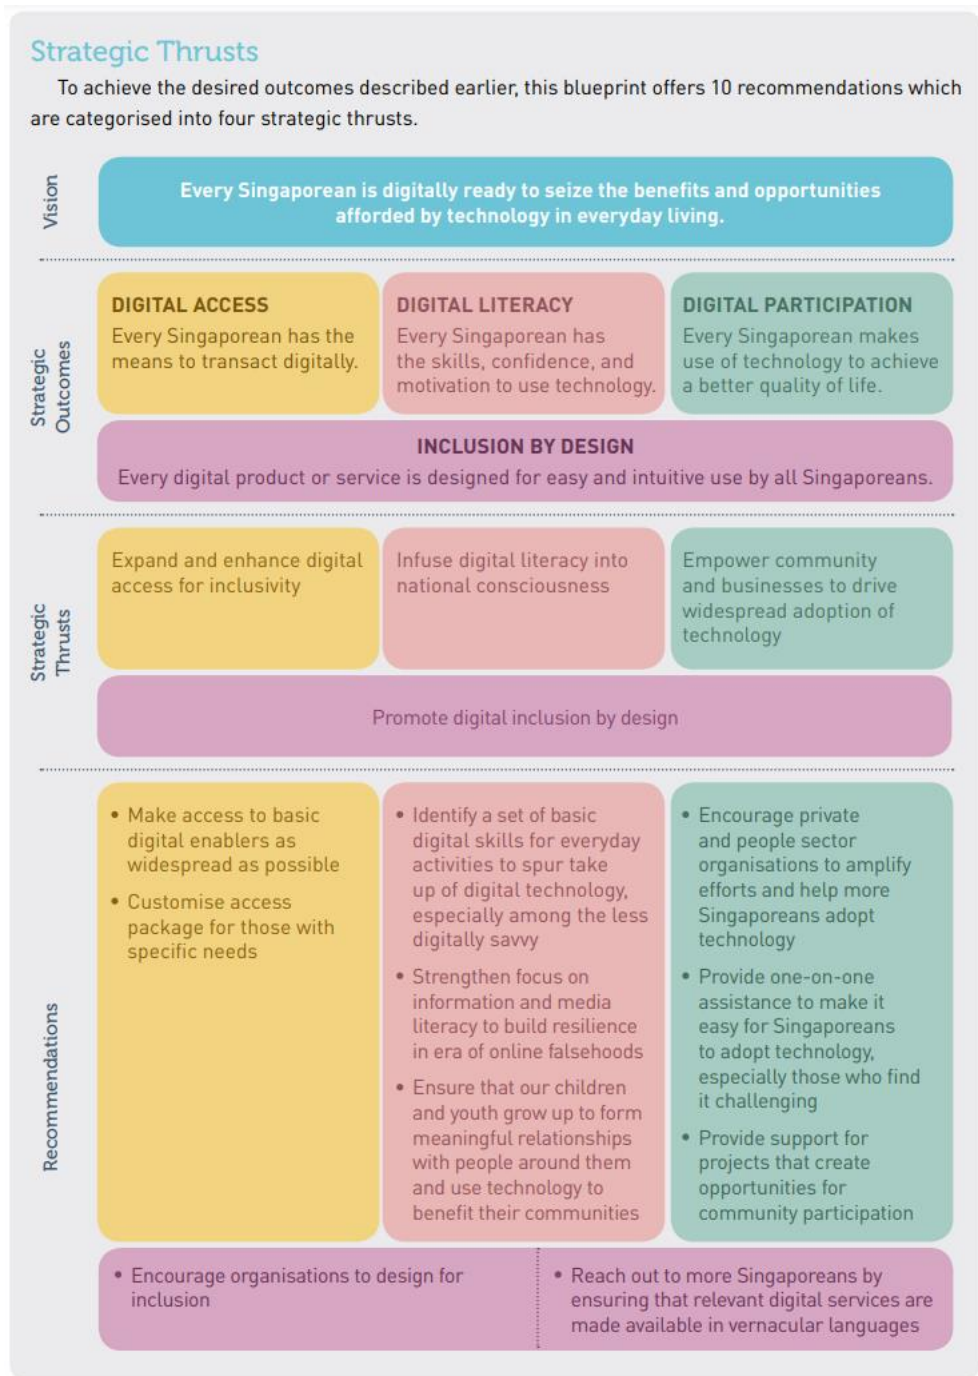 Strategic Thrusts
To achieve the desired outcomes described earlier, this blueprint offers 10 recommendations which
are categorised into four strategic thrusts.
Vision
Every Singaporean is digitally ready to seize the benefits and opportunities
afforded by technology in everyday living.
Strategic
Outcomes
DIGITAL ACCESS
Every Singaporean has the
means to transact digitally.
DIGITAL LITERACY
Every Singaporean has
the skills, confidence, and
motivation to use technology.
DIGITAL PARTICIPATION
Every Singaporean makes
use of technology to achieve
a better quality of life.
INCLUSION BY DESIGN
Every digital product or service is designed for easy and intuitive use by all Singaporeans.
Strategic
Thrusts
Expand and enhance digital
access for inclusivity
Infuse digital literacy into
national consciousness
Empower community
and businesses to drive
widespread adoption of
technology
Promote digital inclusion by design
Recommendations
• Make access to basic
digital enablers as
widespread as possible
• Customise access
package for those with
specific needs
• Identify a set of basic
digital skills for everyday
activities to spur take
up of digital technology,
especially among the less
digitally savvy
• Strengthen focus on
information and media
literacy to build resilience
in era of online falsehoods
• Ensure that our children
and youth grow up to form
meaningful relationships
with people around them
and use technology to
benefit their communities
• Encourage private
and people sector
organisations to amplify
efforts and help more
Singaporeans adopt
technology
• Provide one-on-one
assistance to make it
easy for Singaporeans
to adopt technology,
especially those who find
it challenging
• Provide support for
projects that create
opportunities for
community participation
• Encourage organisations to design for
inclusion
• Reach out to more Singaporeans by
ensuring that relevant digital services are
made available in vernacular languages